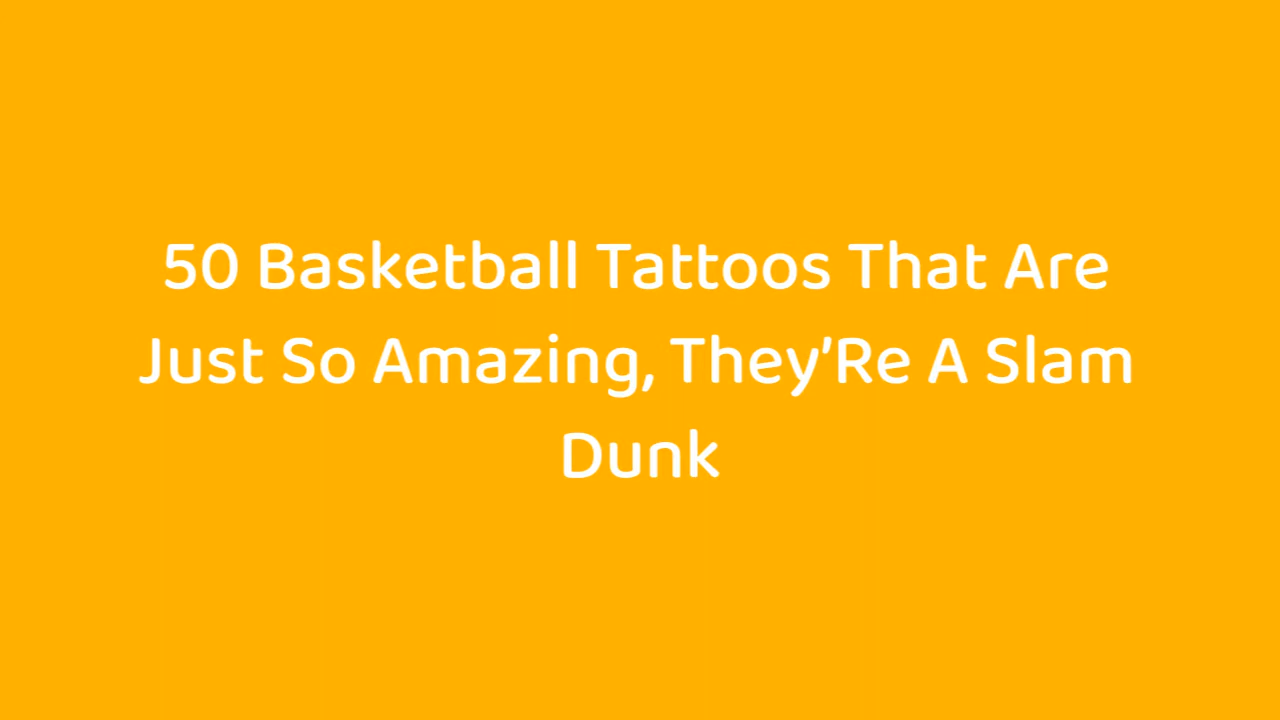 50 Basketball Tattoos That Are
Just So Amazing, They’Re A Slam
Dunk